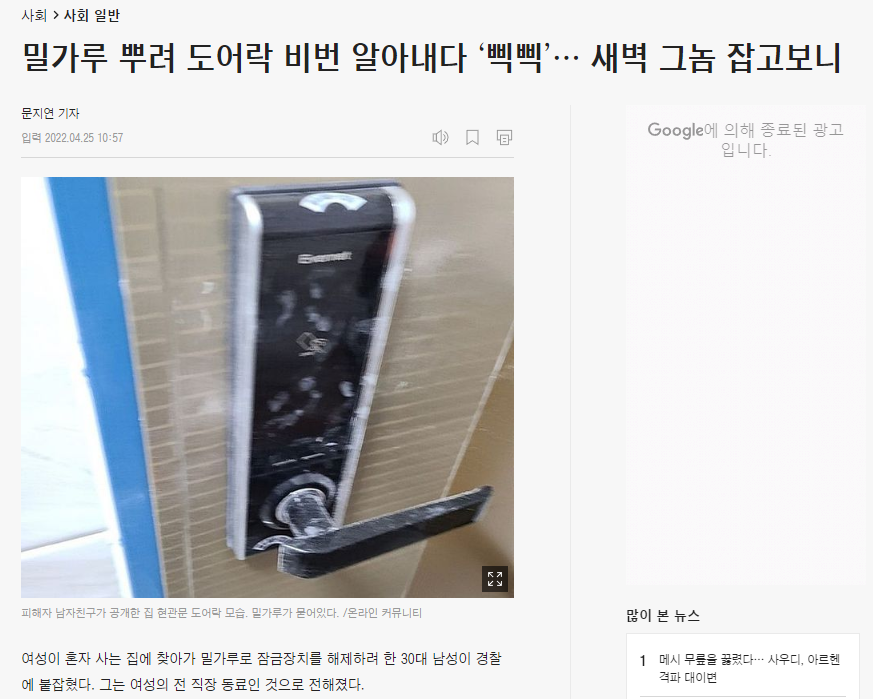 사회 > 사회 일반
밀가루 뿌려 도어락 비번 알아내다 ‘삑삑’… 새벽 그놈 잡고보니
문지연 기자
입력 2022.04.25 10:57
Google에 의해 종료된 광고
입니다.
피해자 남자친구가 공개한 집 현관문 도어락 모습. 밀가루가 묻어있다. /온라인 커뮤니티
여성이 혼자 사는 집에 찾아가 밀가루로 잠금장치를 해제하려 한 30대 남성이 경찰
에 붙잡혔다. 그는 여성의 전 직장 동료인 것으로 전해졌다.
많이 본 뉴스
1 메시 무릎을 꿇렸다… 사우디, 아르헨
격파 대이변